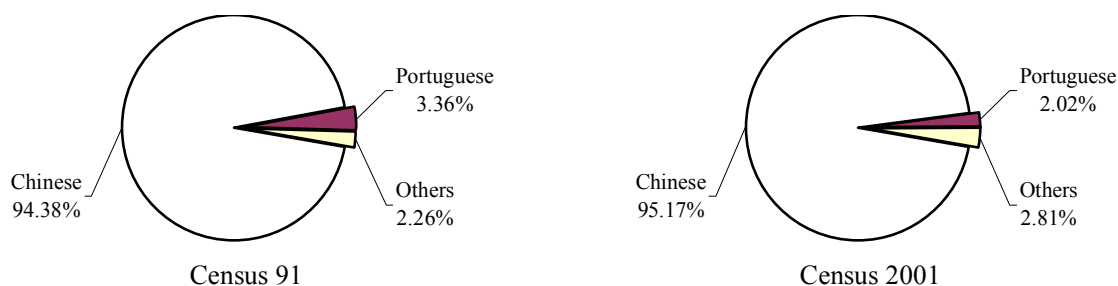 Portuguese
3.36%
Chinese
94.38%
Others
2.26%
Census 91
Portuguese
2.02%
Chinese
95.17%
Others
2.81%
Census 2001